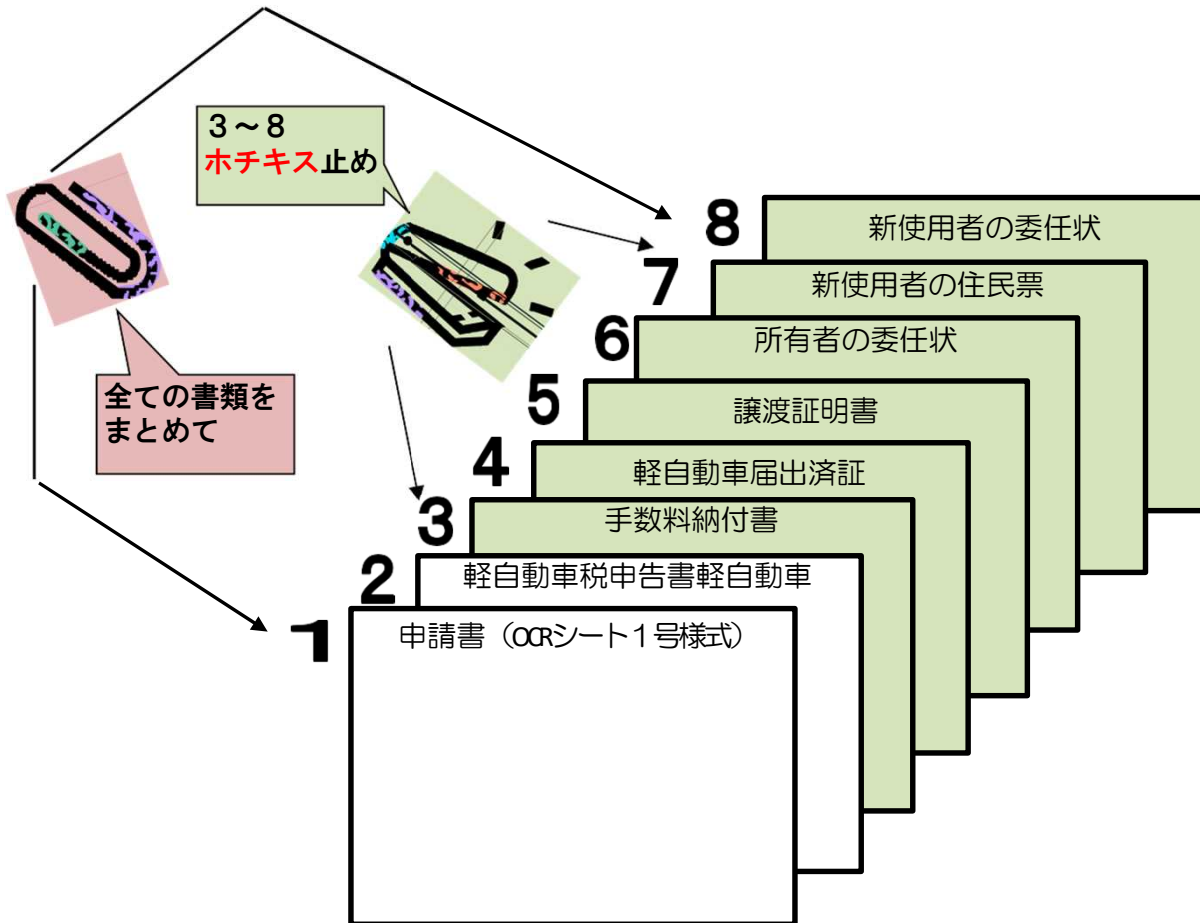 3～8
ホチキス止め
全ての書類を
まとめて
8
新使用者の委任状
7
新使用者の住民票
6
所有者の委任状
5
譲渡証明書
4
軽自動車届出済証
3
手数料納付書
2
軽自動車税申告書軽自動車
1
申請書（OCRシート１号様式）